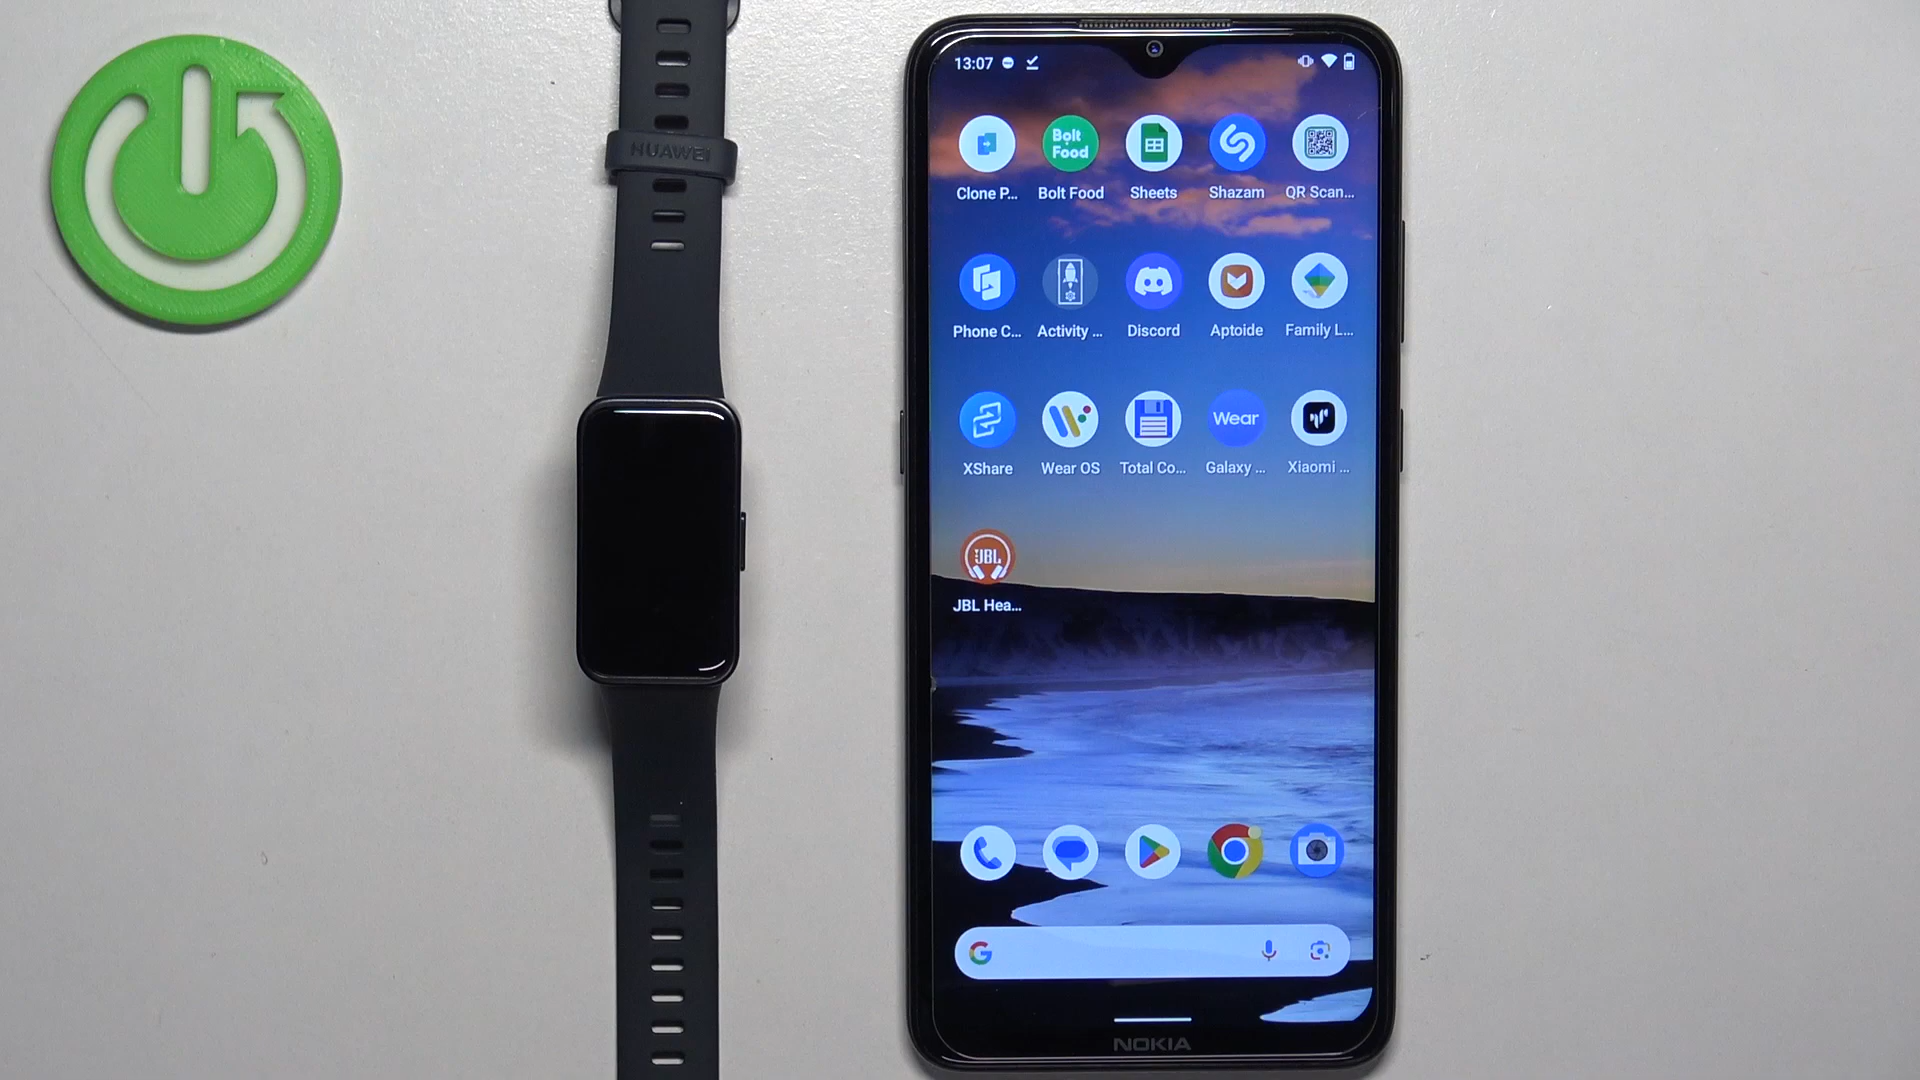 HUAWEI
13:07
Clone P...
Bolt Food
Bolt Food
Sheets
Shazam
QR Scan...
Phone C...
Activity ...
Discord
Aptoide
Family L...
XShare
Wear OS
Total Co...
Wear
Galaxy ...
Xiaomi ...
JBL
JBL Hea...
G
NOKIA